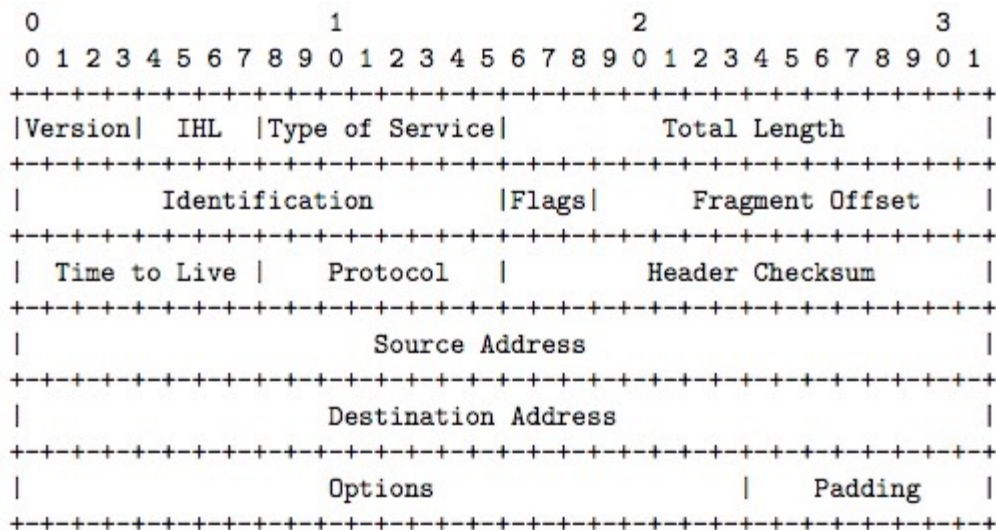 0                   1                   2                   3
 0 1 2 3 4 5 6 7 8 9 0 1 2 3 4 5 6 7 8 9 0 1 2 3 4 5 6 7 8 9 0 1
+-+-+-+-+-+-+-+-+-+-+-+-+-+-+-+-+-+-+-+-+-+-+-+-+-+-+-+-+-+-+-+-+
|Version|  IHL  |Type of Service|          Total Length         |
+-+-+-+-+-+-+-+-+-+-+-+-+-+-+-+-+-+-+-+-+-+-+-+-+-+-+-+-+-+-+-+-+
|         Identification        |Flags|      Fragment Offset    |
+-+-+-+-+-+-+-+-+-+-+-+-+-+-+-+-+-+-+-+-+-+-+-+-+-+-+-+-+-+-+-+-+
|  Time to Live |    Protocol   |         Header Checksum       |
+-+-+-+-+-+-+-+-+-+-+-+-+-+-+-+-+-+-+-+-+-+-+-+-+-+-+-+-+-+-+-+-+
|                       Source Address                          |
+-+-+-+-+-+-+-+-+-+-+-+-+-+-+-+-+-+-+-+-+-+-+-+-+-+-+-+-+-+-+-+-+
|                    Destination Address                        |
+-+-+-+-+-+-+-+-+-+-+-+-+-+-+-+-+-+-+-+-+-+-+-+-+-+-+-+-+-+-+-+-+
|                    Options                    |    Padding    |
+-+-+-+-+-+-+-+-+-+-+-+-+-+-+-+-+-+-+-+-+-+-+-+-+-+-+-+-+-+-+-+-+